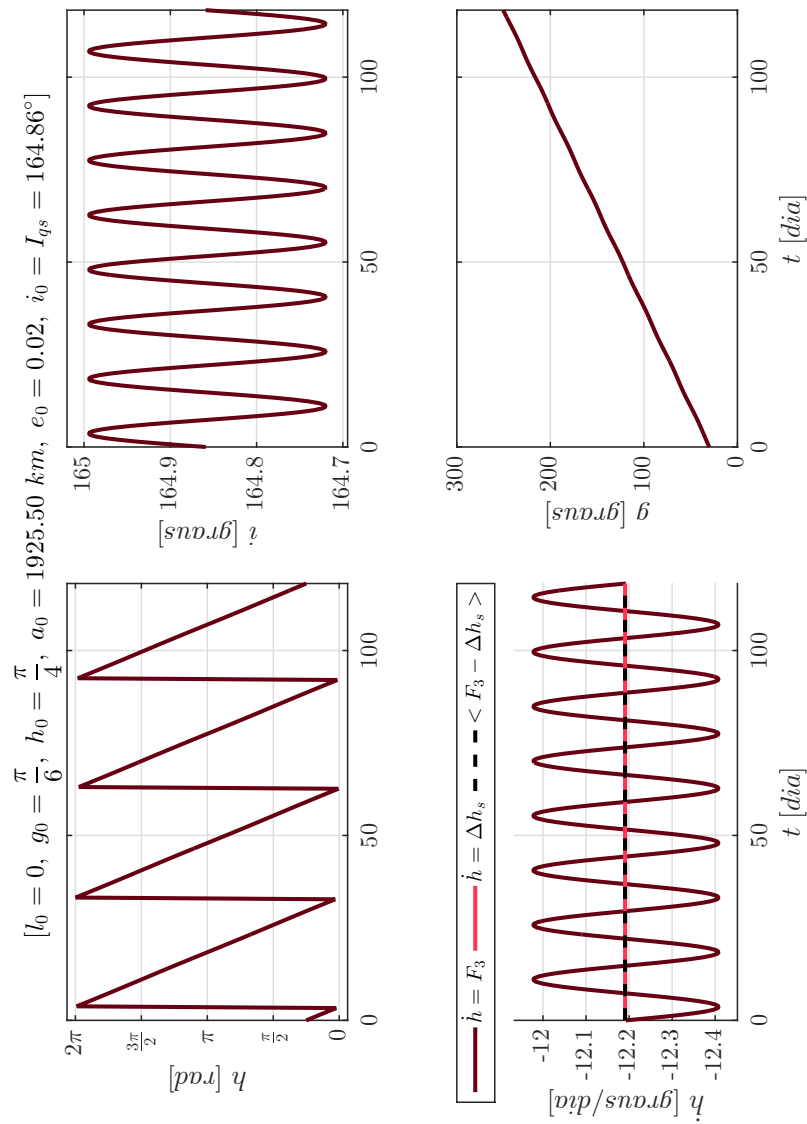 [l₀ = 0, g₀ = π/6, h₀ = π/4, a₀ = 1925.50 km, e₀ = 0.02, i₀ = I_qs = 164.86°]
2π
3π/2
π
π/2
0
h [rad]
0 50 100
165
164.9
164.8
164.7
i [graus]
0 50 100
ḣ = F₃ ḣ = Δh_s < F₃ − Δh_s >
-12
-12.1
-12.2
-12.3
-12.4
ḣ [graus/dia]
0 50 100
t [dia]
300
200
100
0
g [graus]
0 50 100
t [dia]